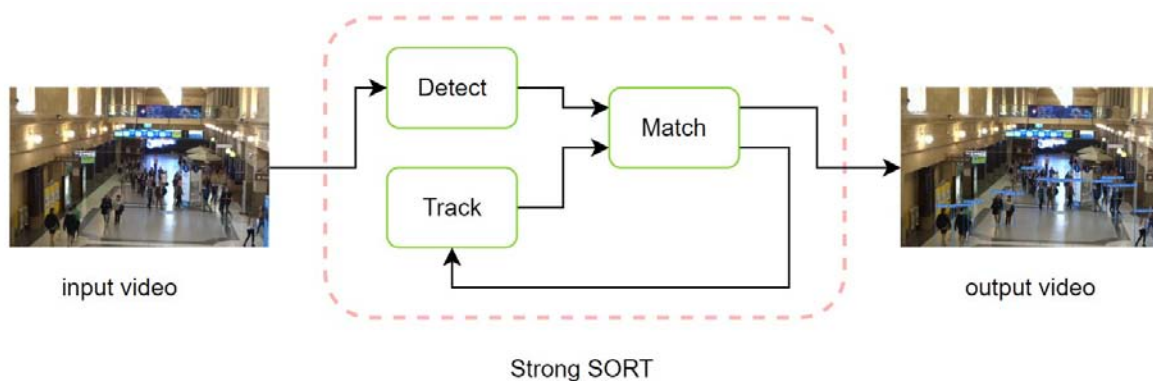 Detect
Match
Track
input video
output video
Strong SORT